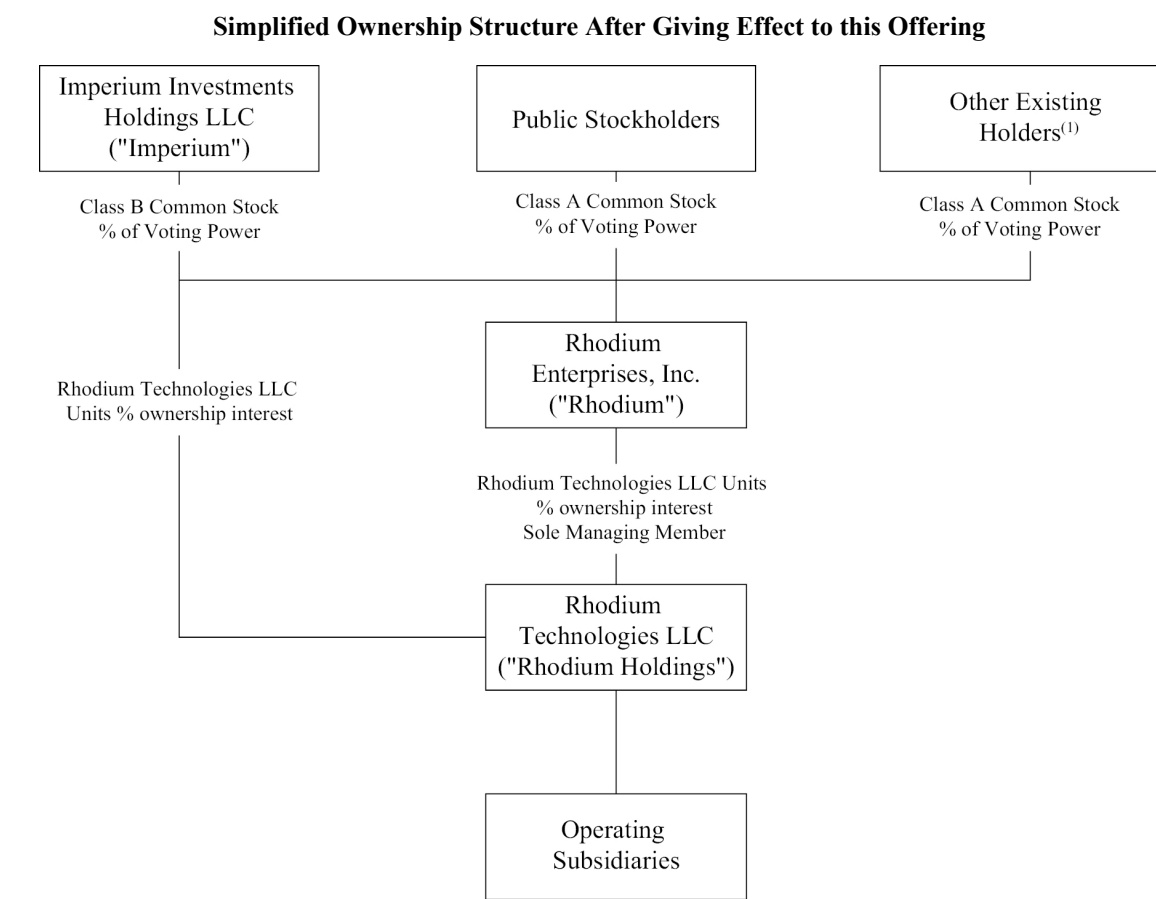 Simplified Ownership Structure After Giving Effect to this Offering
Imperium Investments
Holdings LLC
("Imperium")
Public Stockholders
Other Existing
Holders(1)
Class B Common Stock
% of Voting Power
Class A Common Stock
% of Voting Power
Class A Common Stock
% of Voting Power
Rhodium
Enterprises, Inc.
("Rhodium")
Rhodium Technologies LLC
Units % ownership interest
Rhodium Technologies LLC Units
% ownership interest
Sole Managing Member
Rhodium
Technologies LLC
("Rhodium Holdings")
Operating
Subsidiaries